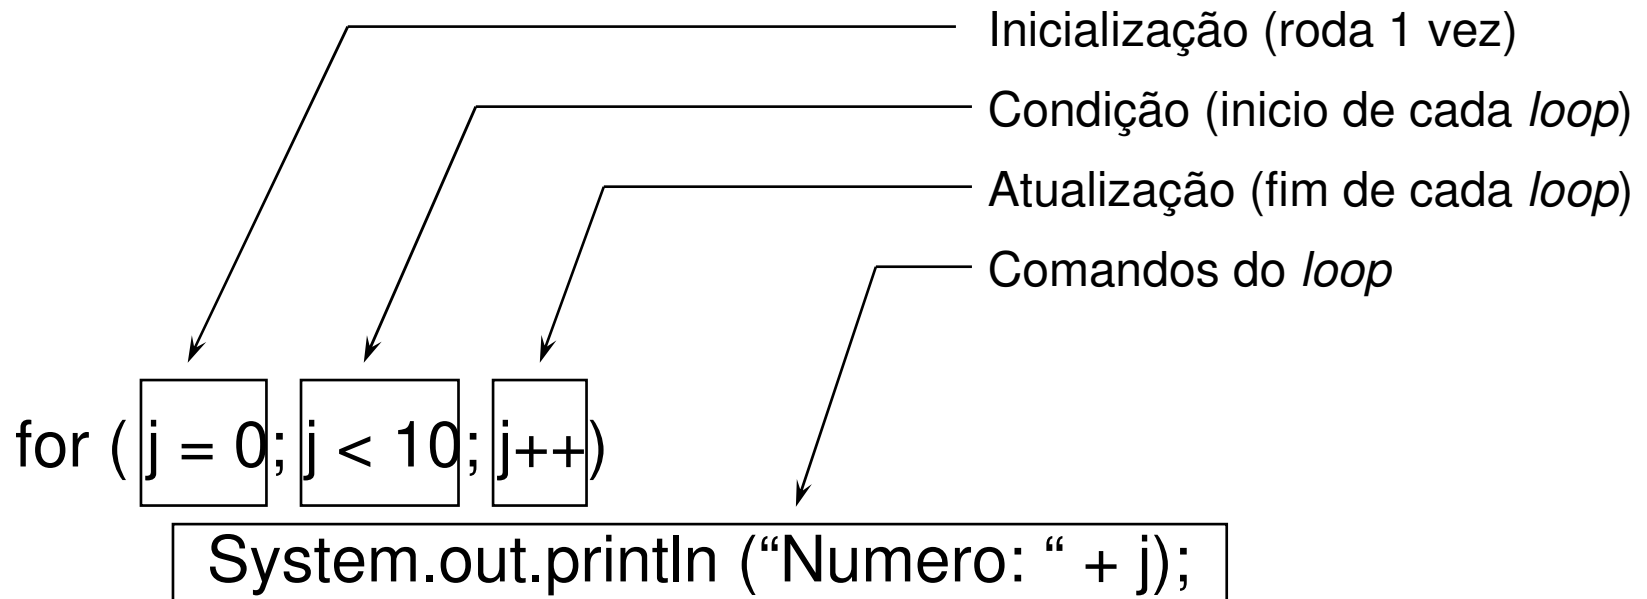 Inicialização (roda 1 vez)
Condição (inicio de cada loop)
Atualização (fim de cada loop)
Comandos do loop
for ( j = 0; j < 10; j++)
System.out.println (“Numero: “ + j);